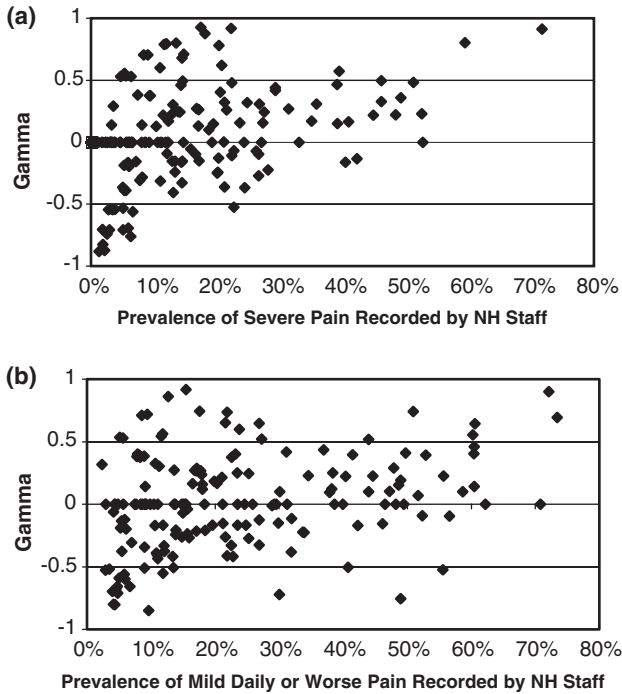 (a)
1
0.5
0
-0.5
-1
Gamma
0% 10% 20% 30% 40% 50% 60% 70% 80%
Prevalence of Severe Pain Recorded by NH Staff
(b)
1
0.5
0
-0.5
-1
Gamma
0% 10% 20% 30% 40% 50% 60% 70% 80%
Prevalence of Mild Daily or Worse Pain Recorded by NH Staff